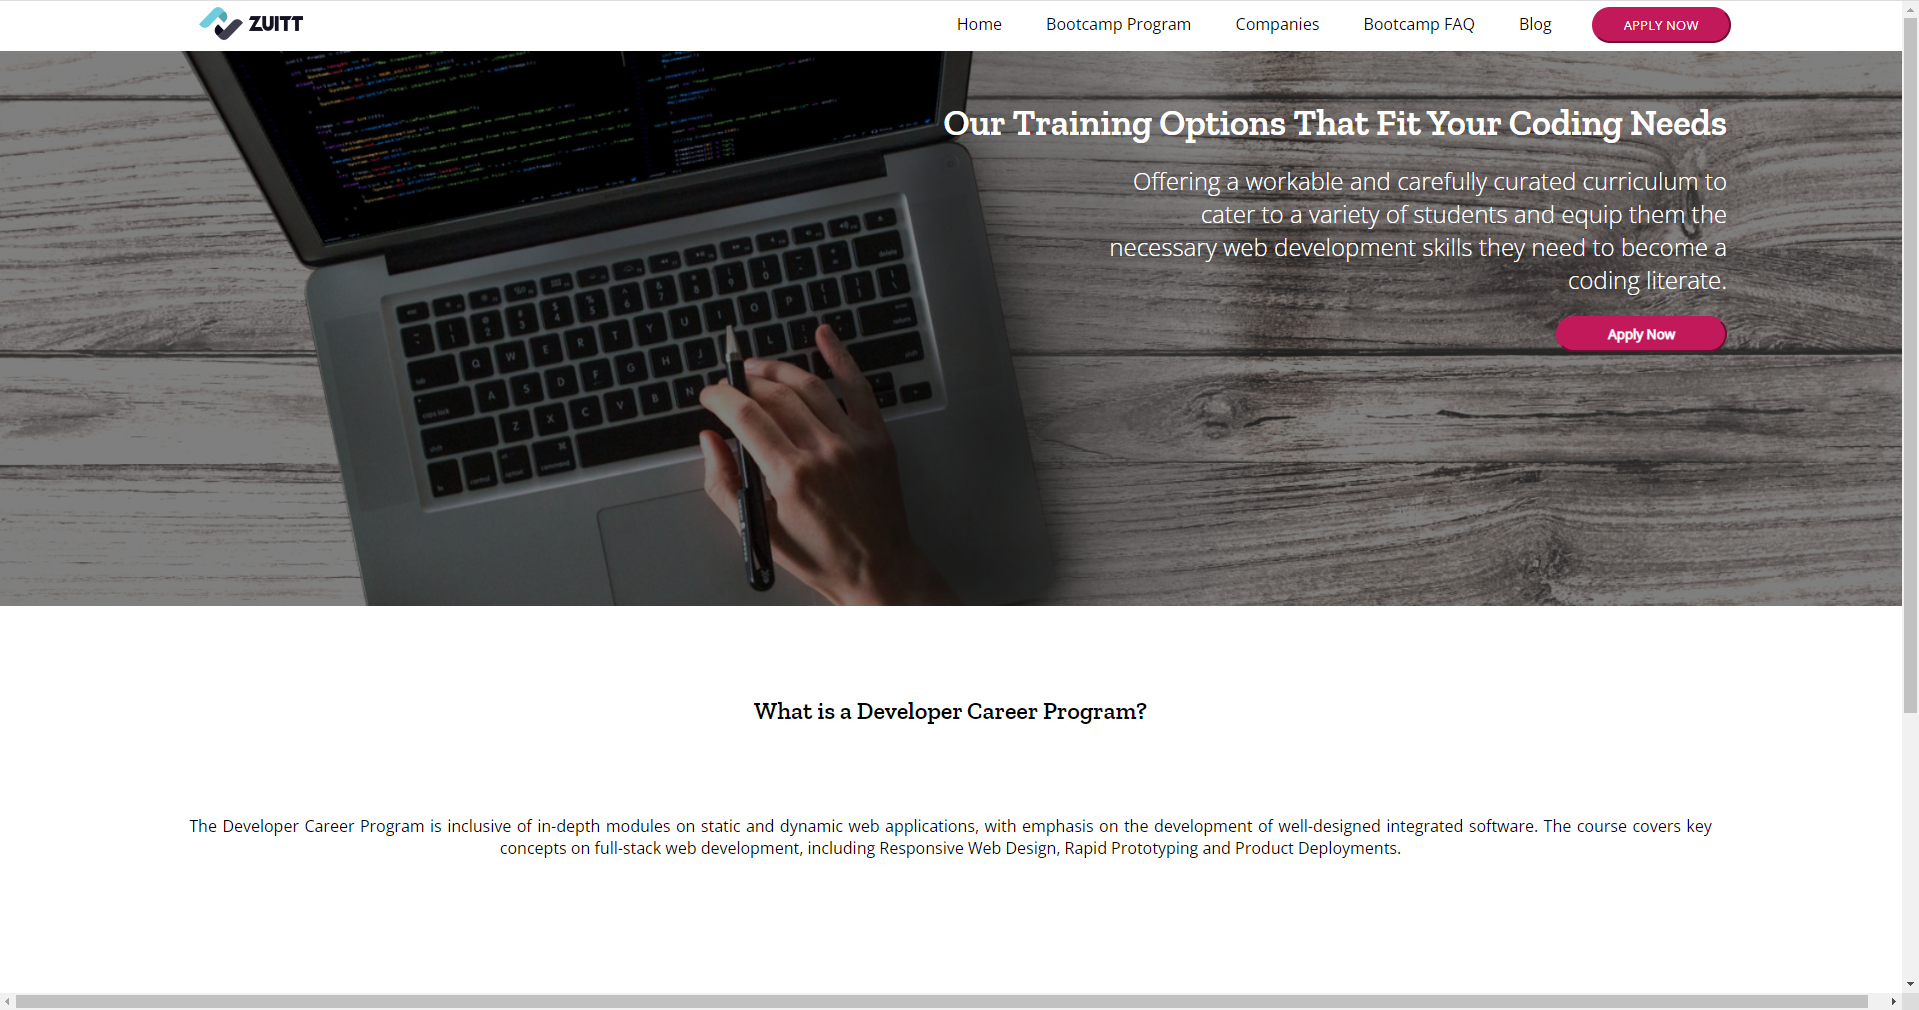 ZUITT
Home
Bootcamp Program
Companies
Bootcamp FAQ
Blog
APPLY NOW
Our Training Options That Fit Your Coding Needs
Offering a workable and carefully curated curriculum to
cater to a variety of students and equip them the
necessary web development skills they need to become a
coding literate.
Apply Now
What is a Developer Career Program?
The Developer Career Program is inclusive of in-depth modules on static and dynamic web applications, with emphasis on the development of well-designed integrated software. The course covers key
concepts on full-stack web development, including Responsive Web Design, Rapid Prototyping and Product Deployments.